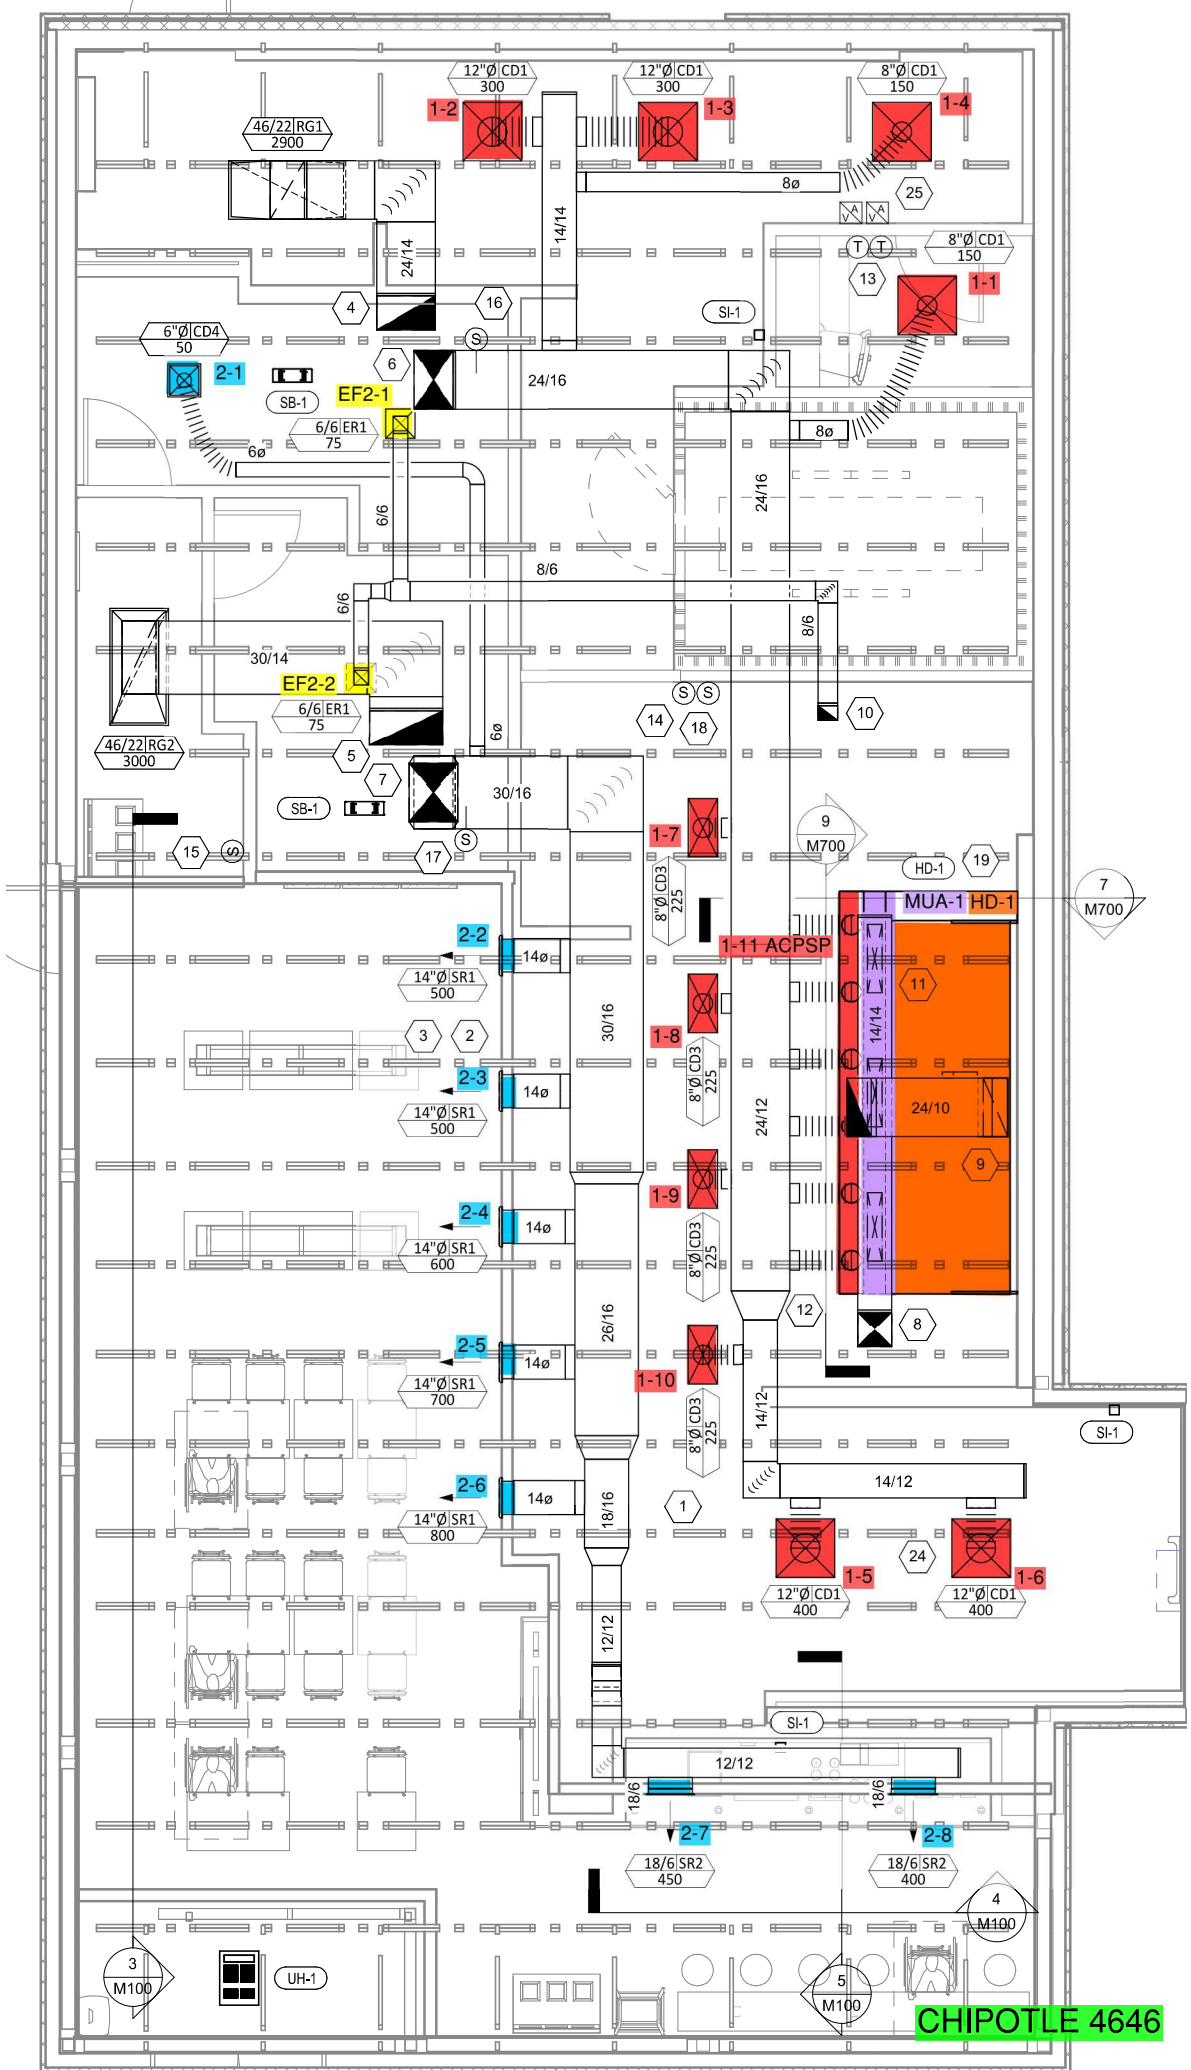 12"Ø CD1
300
12"Ø CD1
300
8"Ø CD1
150
1-2
1-3
1-4
46/22 RG1
2900
8ø
25
14/14
V A
V A
8"Ø CD1
150
T T
24/14
13
1-1
4
16
SI-1
6"Ø CD4
50
S
6
2-1
24/16
EF2-1
SB-1
6/6 ER1
75
8ø
6ø
24/16
6/6
8/6
6/6
8/6
30/14
EF2-2
S S
6/6 ER1
75
14
18
10
46/22 RG2
3000
5
6ø
7
30/16
SB-1
S
1-7
9
M700
15
S
17
HD-1
19
8"Ø CD3
225
7
M700
MUA-1
HD-1
2-2
1-11 ACPSP
14ø
14"Ø SR1
500
11
30/16
14/14
3
2
1-8
8"Ø CD3
225
2-3
14ø
14"Ø SR1
500
24/12
24/10
9
1-9
2-4
14ø
14"Ø SR1
600
8"Ø CD3
225
26/16
12
8
2-5
14ø
14"Ø SR1
700
1-10
14/12
8"Ø CD3
225
SI-1
2-6
14ø
14/12
18/16
1
14"Ø SR1
800
24
1-5
1-6
12"Ø CD1
400
12"Ø CD1
400
12/12
SI-1
12/12
18/6
18/6
2-7
2-8
18/6 SR2
450
18/6 SR2
400
4
M100
3
M100
UH-1
5
M100
CHIPOTLE 4646